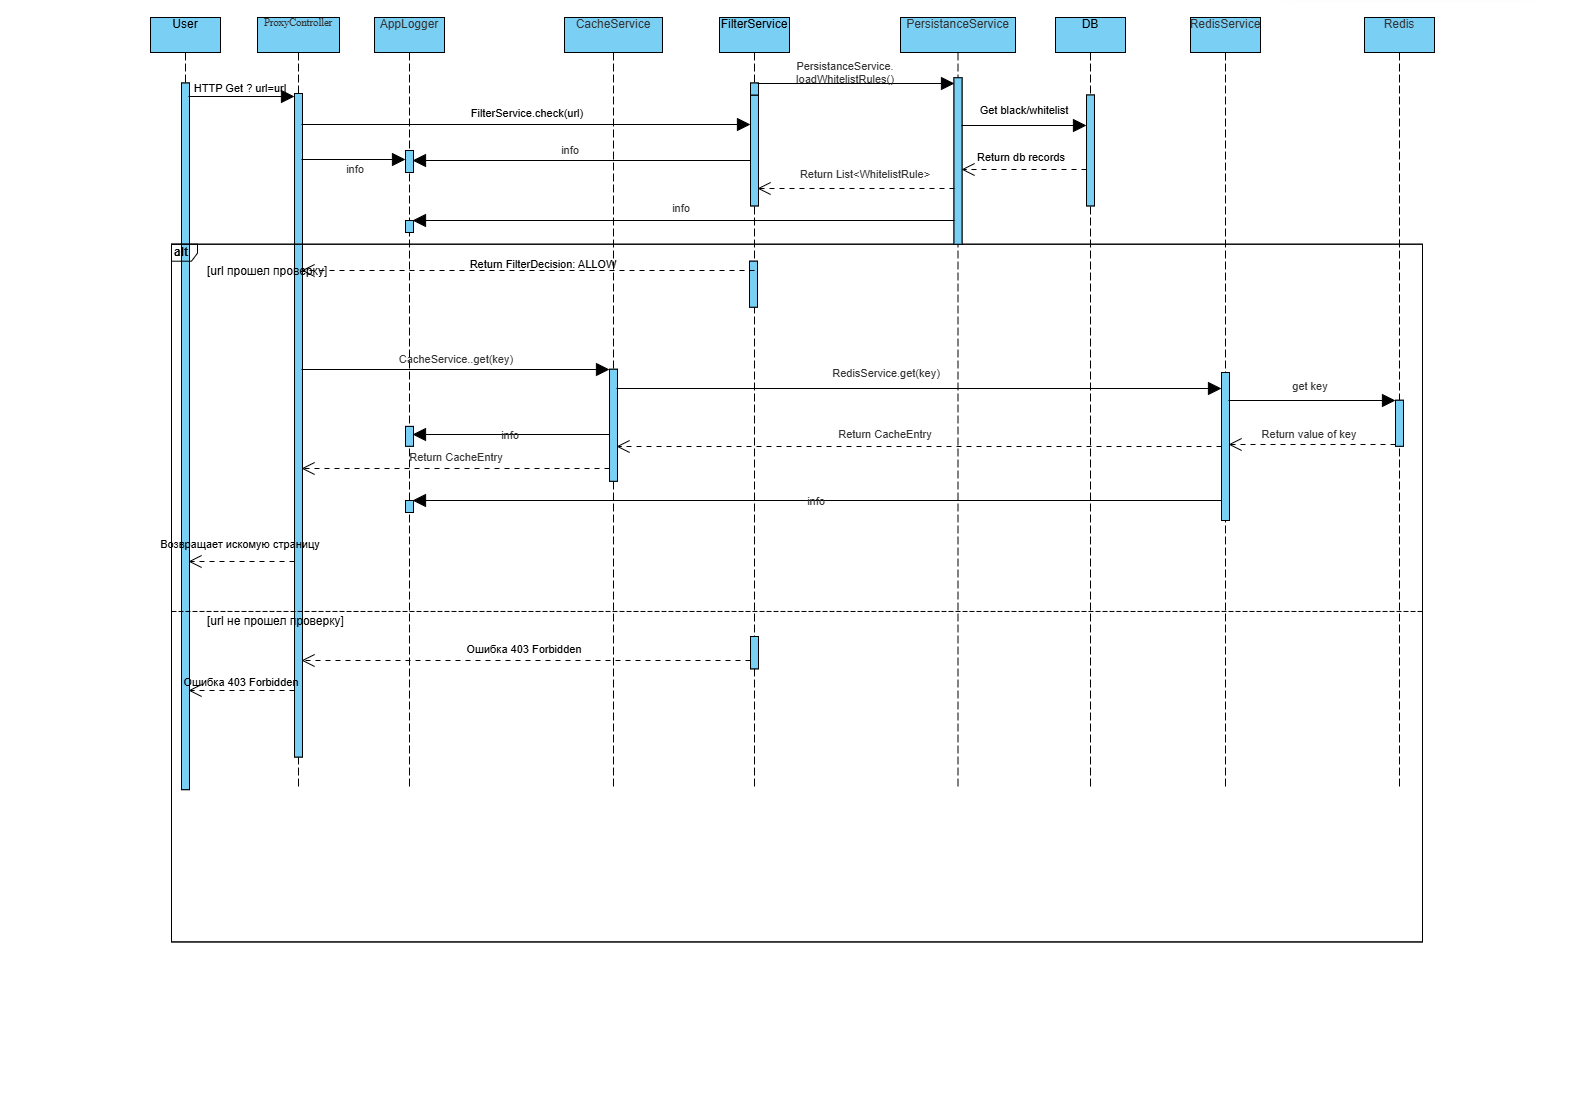 User
ProxyController
AppLogger
CacheService
FilterService
PersistanceService
DB
RedisService
Redis
PersistanceService.
loadWhitelistRules()
HTTP Get ? url=url
FilterService.check(url)
Get black/whitelist
info
info
Return db records
Return List<WhitelistRule>
info
alt
[url прошел проверку]
Return FilterDecision: ALLOW
CacheService..get(key)
RedisService.get(key)
get key
info
Return CacheEntry
Return value of key
Return CacheEntry
info
Возвращает искомую страницу
[url не прошел проверку]
Ошибка 403 Forbidden
Ошибка 403 Forbidden